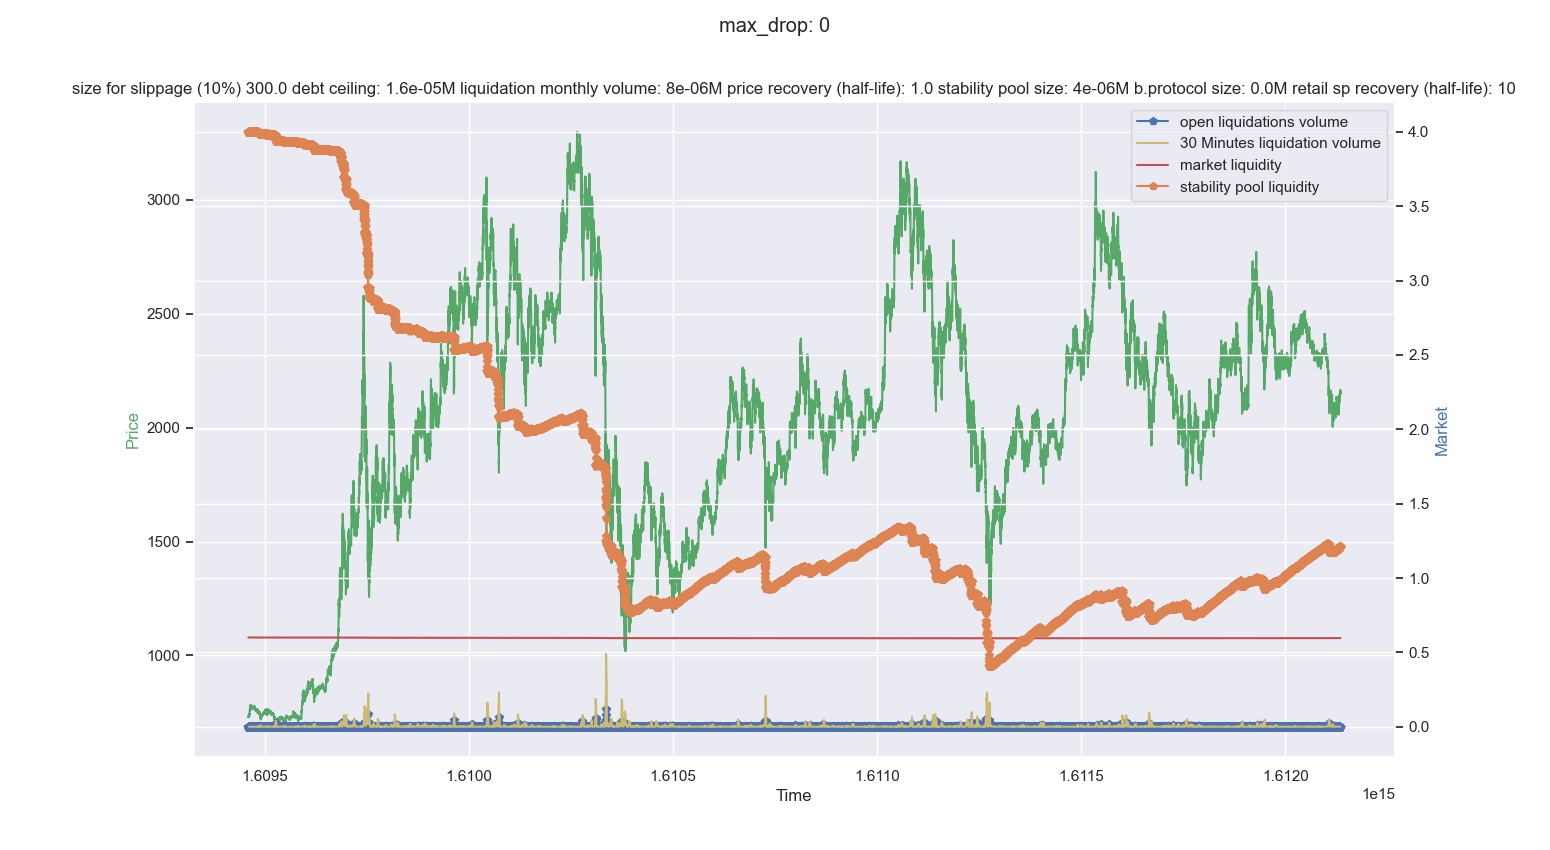 max_drop: 0
size for slippage (10%) 300.0 debt ceiling: 1.6e-05M liquidation monthly volume: 8e-06M price recovery (half-life): 1.0 stability pool size: 4e-06M b.protocol size: 0.0M retail sp recovery (half-life): 10
open liquidations volume
30 Minutes liquidation volume
market liquidity
stability pool liquidity
3000
2500
2000
1500
1000
Price
4.0
3.5
3.0
2.5
2.0
1.5
1.0
0.5
0.0
Market
1.6095
1.6100
1.6105
1.6110
1.6115
1.6120
Time
1e15